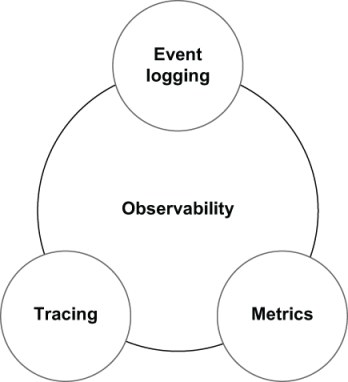 Event
logging
Observability
Tracing
Metrics